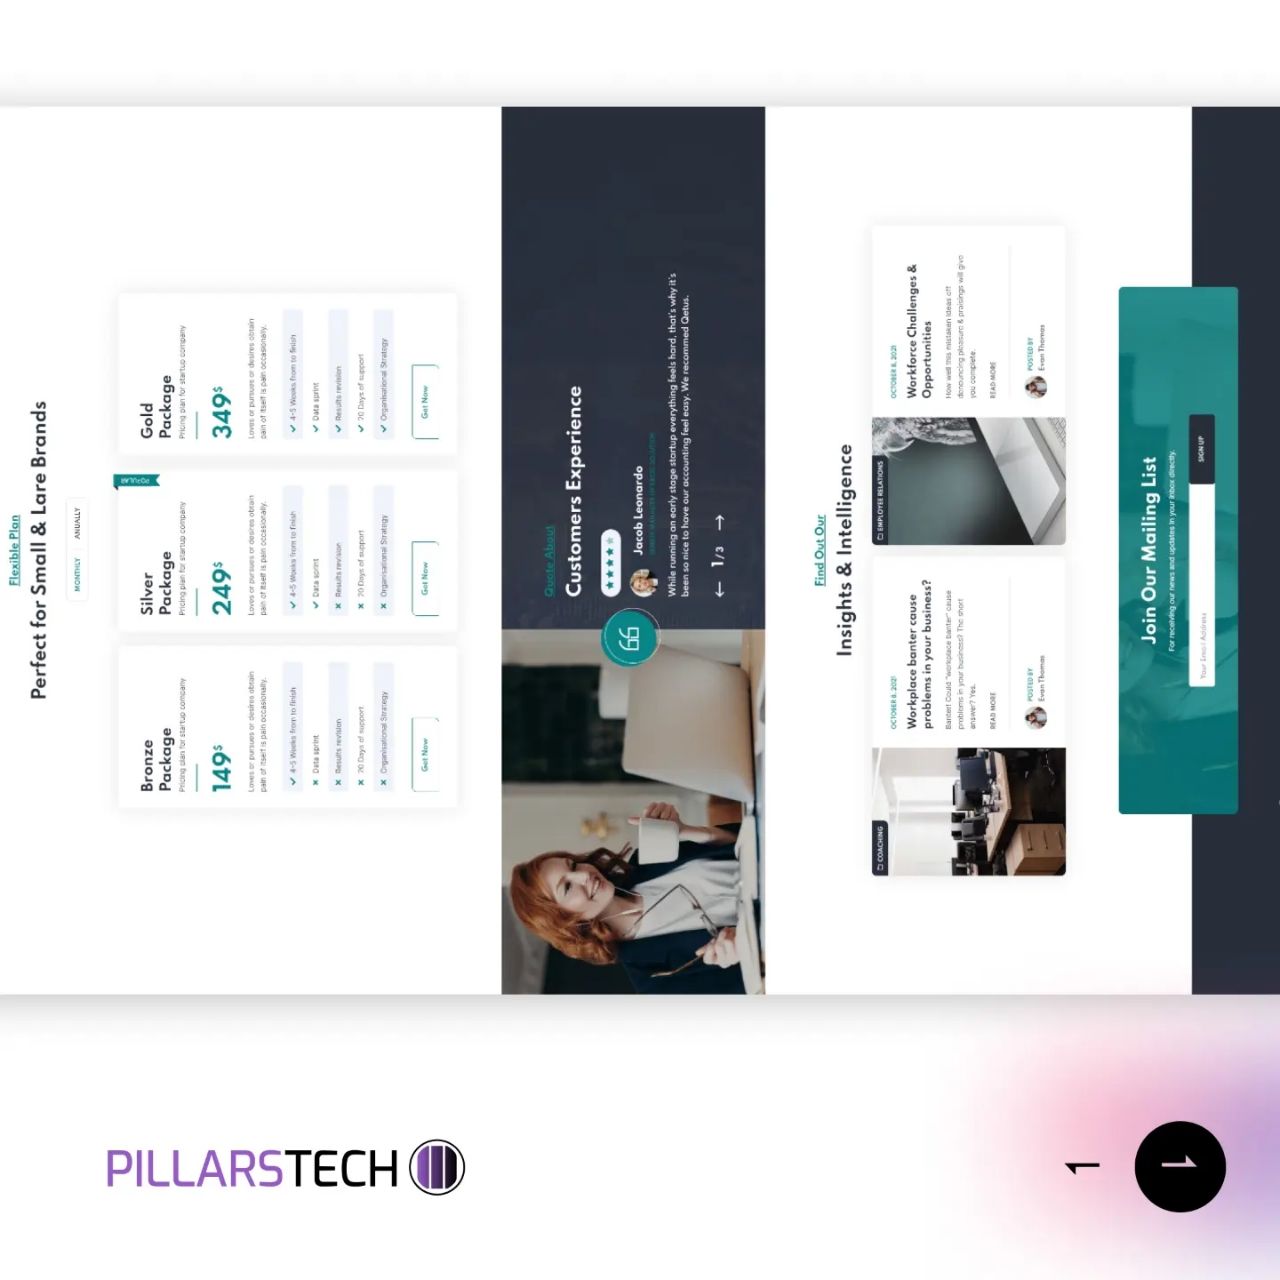 PILLARSTECH
1
Flexible Plan
Perfect for Small & Lare Brands
MONTHLY ANUALLY
Bronze
Package
Pricing plan for startup company
149$
Loves or pursues or desires obtain
pain of itself is pain occasionally.
4-5 Weeks from to finish
Data sprint
Results revision
20 Days of support
Organisational Strategy
Get Now
POPULAR
Silver
Package
Pricing plan for startup company
249$
Loves or pursues or desires obtain
pain of itself is pain occasionally.
4-5 Weeks from to finish
Data sprint
Results revision
20 Days of support
Organisational Strategy
Get Now
Gold
Package
Pricing plan for startup company
349$
Loves or pursues or desires obtain
pain of itself is pain occasionally.
4-5 Weeks from to finish
Data sprint
Results revision
20 Days of support
Organisational Strategy
Get Now
Quote About
Customers Experience
Jacob Leonardo
While running an early stage startup everything feels hard, that's why it's
been so nice to have our accounting feel easy. We recommed Qetus.
1/3
Find Out Our
Insights & Intelligence
COACHING
OCTOBER 8, 2021
Workplace banter cause
problems in your business?
Banter! Could "workplace banter" cause
problems in your business? The short
answer? Yes.
READ MORE
POSTED BY
Evan Thomas
EMPLOYEE RELATIONS
OCTOBER 8, 2021
Workforce Challenges &
Opportunities
How well this mistaken ideas off
denouncing pleasure & praisings will give
you complete.
READ MORE
POSTED BY
Evan Thomas
Join Our Mailing List
For receiving our news and updates in your inbox directly.
Your Email Address
SIGN UP